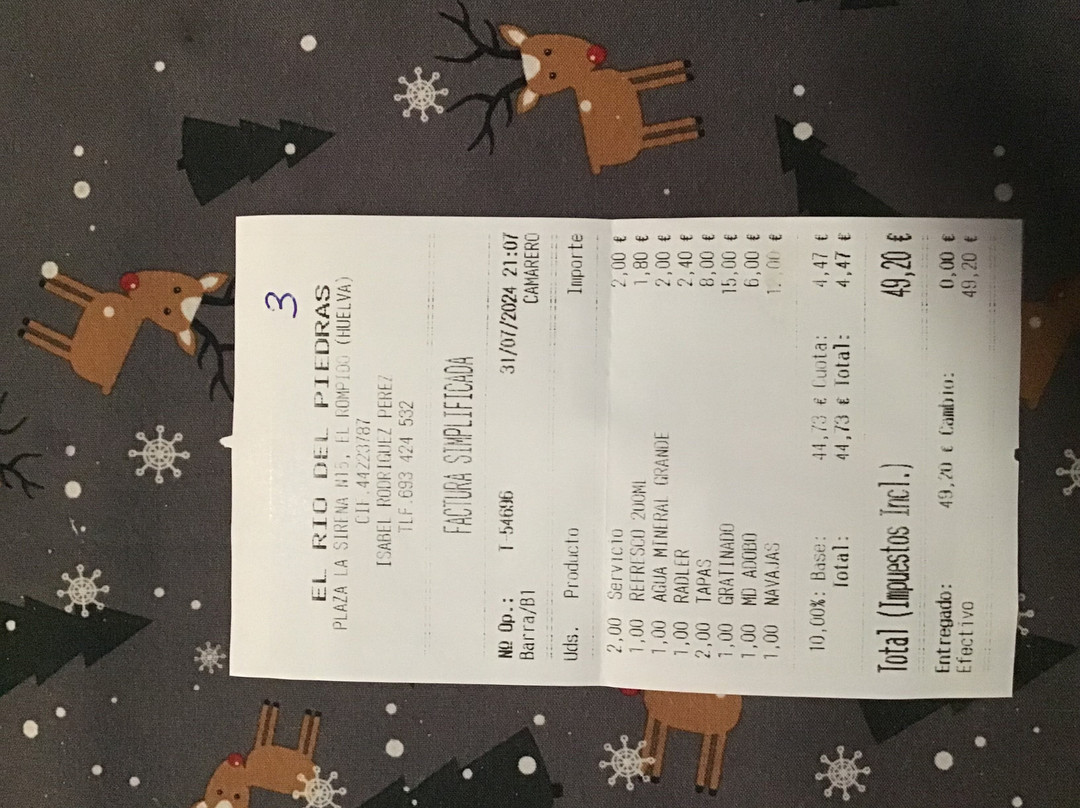 3
EL RIO DEL PIEDRAS
PLAZA LA SIRENA N15, EL ROMPIDO (HUELVA)
CIF.44223787
ISABEL RODRIGUEZ PEREZ
TLF.693 424 532
FACTURA SIMPLIFICADA
Nº Op.: T-54696 31/07/2024 21:07
Barra/B1 CAMARERO
Uds. Producto Importe
2,00 Servicio 2,00 €
1,00 REFRESCO 200ML 1,80 €
1,00 AGUA MINERAL GRANDE 2,00 €
1,00 RADLER 2,40 €
2,00 TAPAS 8,00 €
1,00 GRATINADO 15,00 €
1,00 MD ADOBO 6,00 €
1,00 NAVAJAS €
10,00%: Base: 44,73 € Cuota: 4,47 €
Total: 44,73 € Total: 4,47 €
Total (Impuestos Incl.) 49,20 €
Entregado: 49,20 € Cambio: 0,00 €
Efectivo 49,20 €